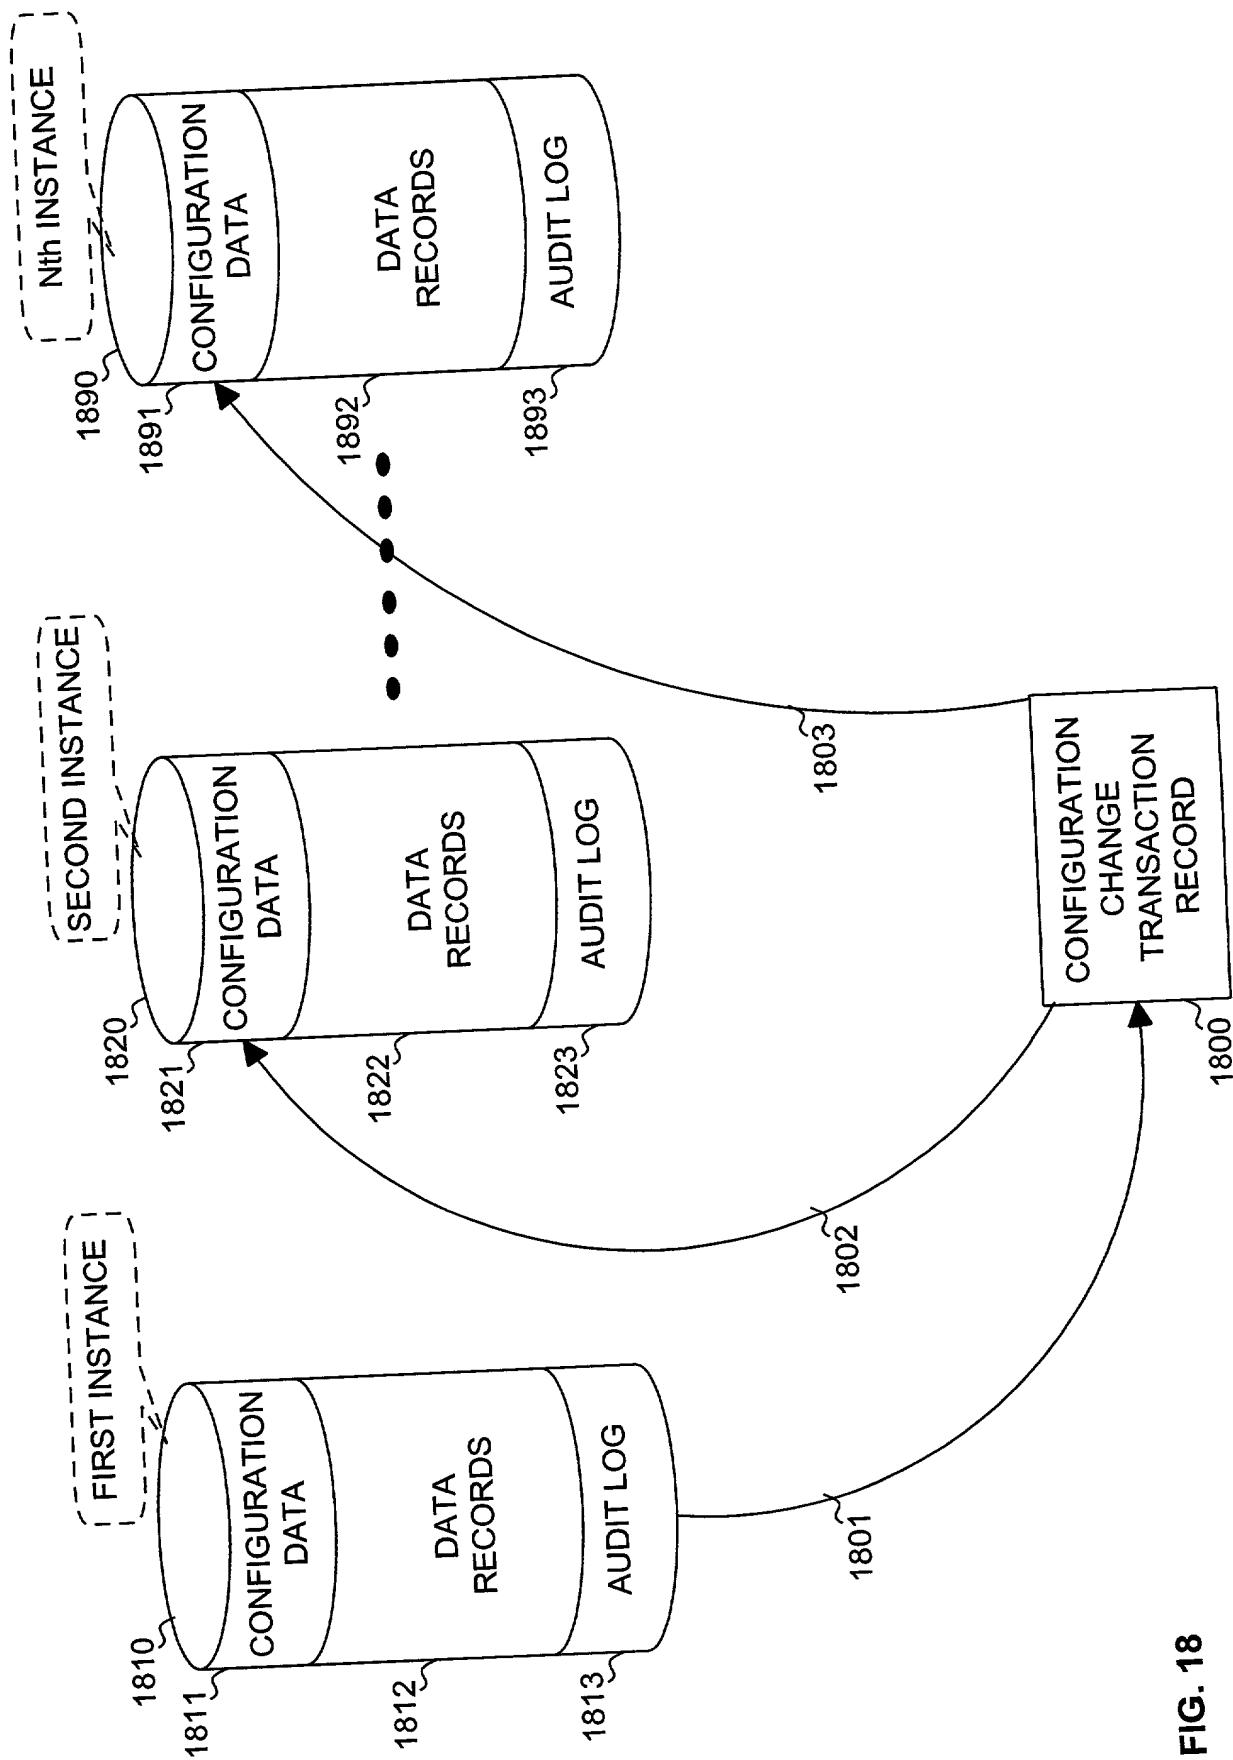 FIRST INSTANCE
1810
1811
CONFIGURATION
DATA
1812
DATA
RECORDS
1813
AUDIT LOG
SECOND INSTANCE
1820
1821
CONFIGURATION
DATA
1822
DATA
RECORDS
1823
AUDIT LOG
Nth INSTANCE
1890
1891
CONFIGURATION
DATA
1892
DATA
RECORDS
1893
AUDIT LOG
1801
1802
1803
CONFIGURATION
CHANGE
TRANSACTION
RECORD
1800
FIG. 18